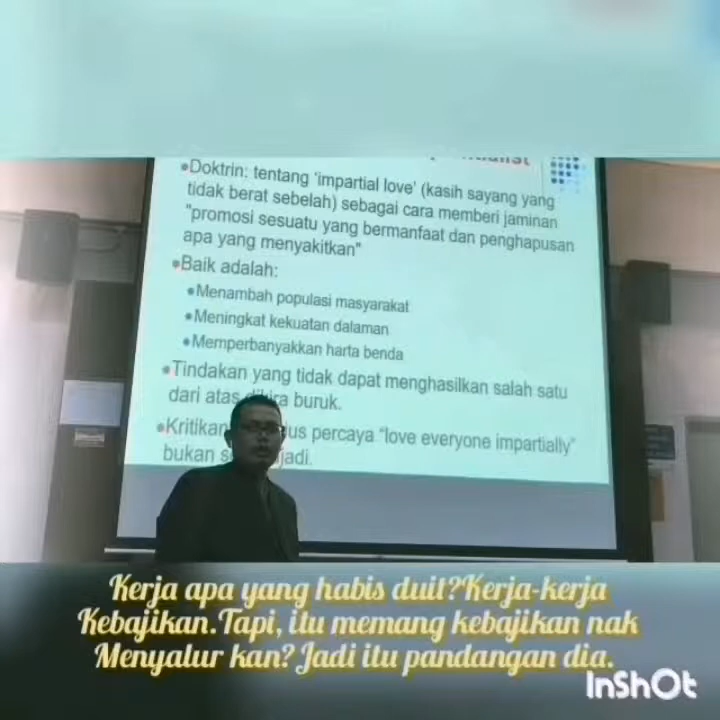 •Doktrin: tentang 'impartial love' (kasih sayang yang
tidak berat sebelah) sebagai cara memberi jaminan
"promosi sesuatu yang bermanfaat dan penghapusan
apa yang menyakitkan"
•Baik adalah:
•Menambah populasi masyarakat
•Meningkat kekuatan dalaman
•Memperbanyakkan harta benda
•Tindakan yang tidak dapat menghasilkan salah satu
dari atas dikira buruk.
•Kritikan percaya "love everyone impartially"
bukan
Kerja apa yang habis duit?Kerja-kerja
Kebajikan.Tapi, itu memang kebajikan nak
Menyalur kan? Jadi itu pandangan dia.
InShOt